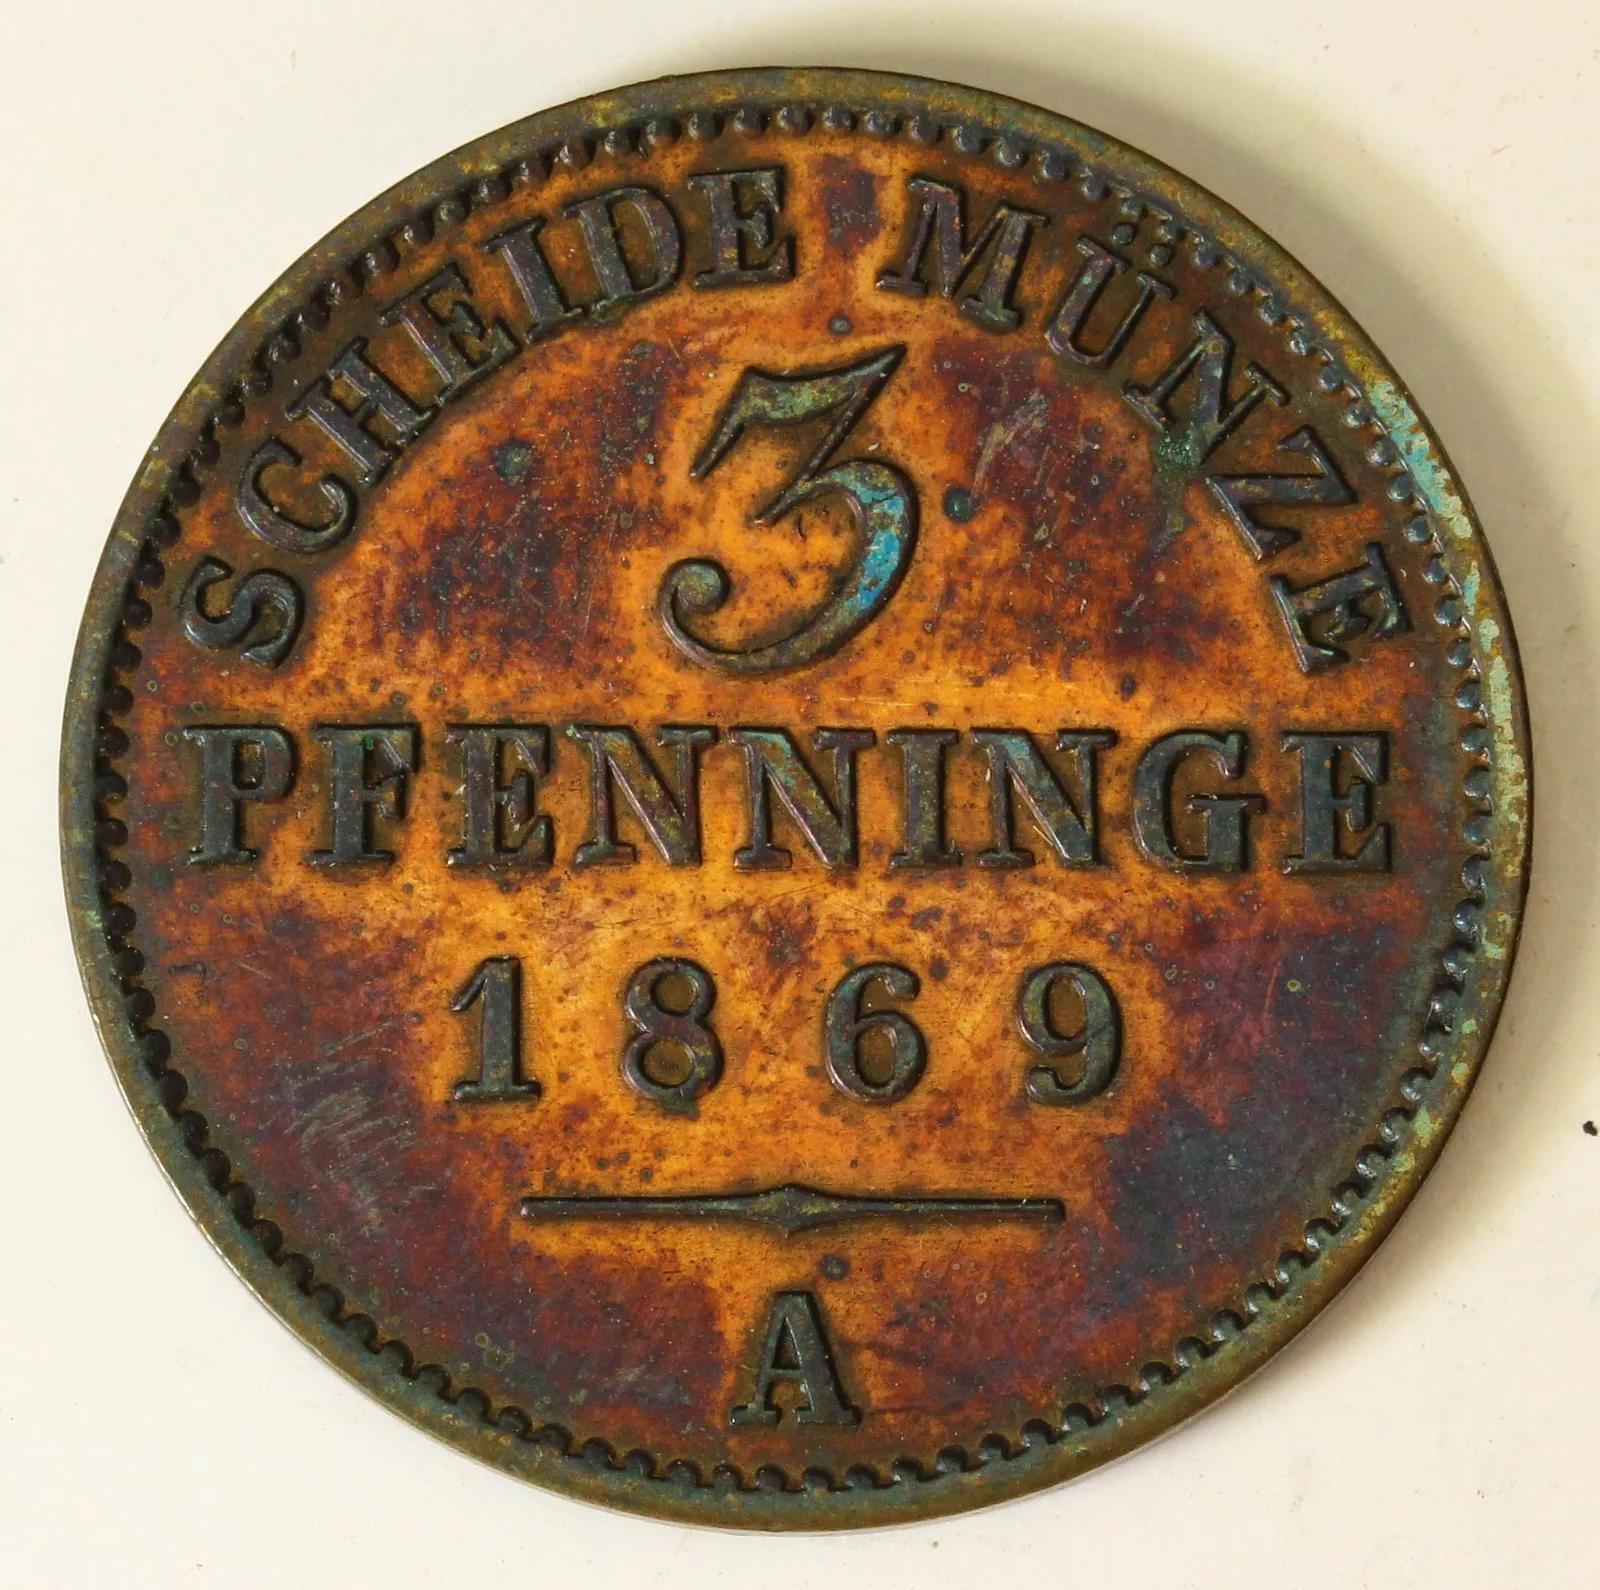 SCHEIDE MÜNZE
3
PFENNINGE
1869
A